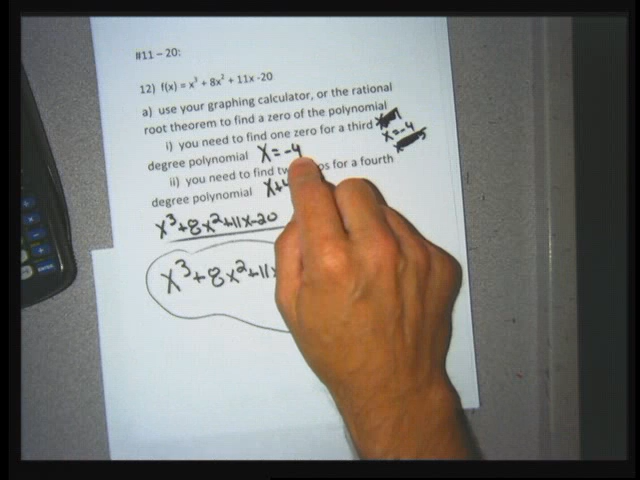 #11 – 20:
12) f(x) = x³ + 8x² + 11x -20
a) use your graphing calculator, or the rational
root theorem to find a zero of the polynomial
i) you need to find one zero for a third
x=-4
degree polynomial x=-4
ii) you need to find for a fourth
degree polynomial x+4
x³+8x²+11x-20
x³+8x²+11x